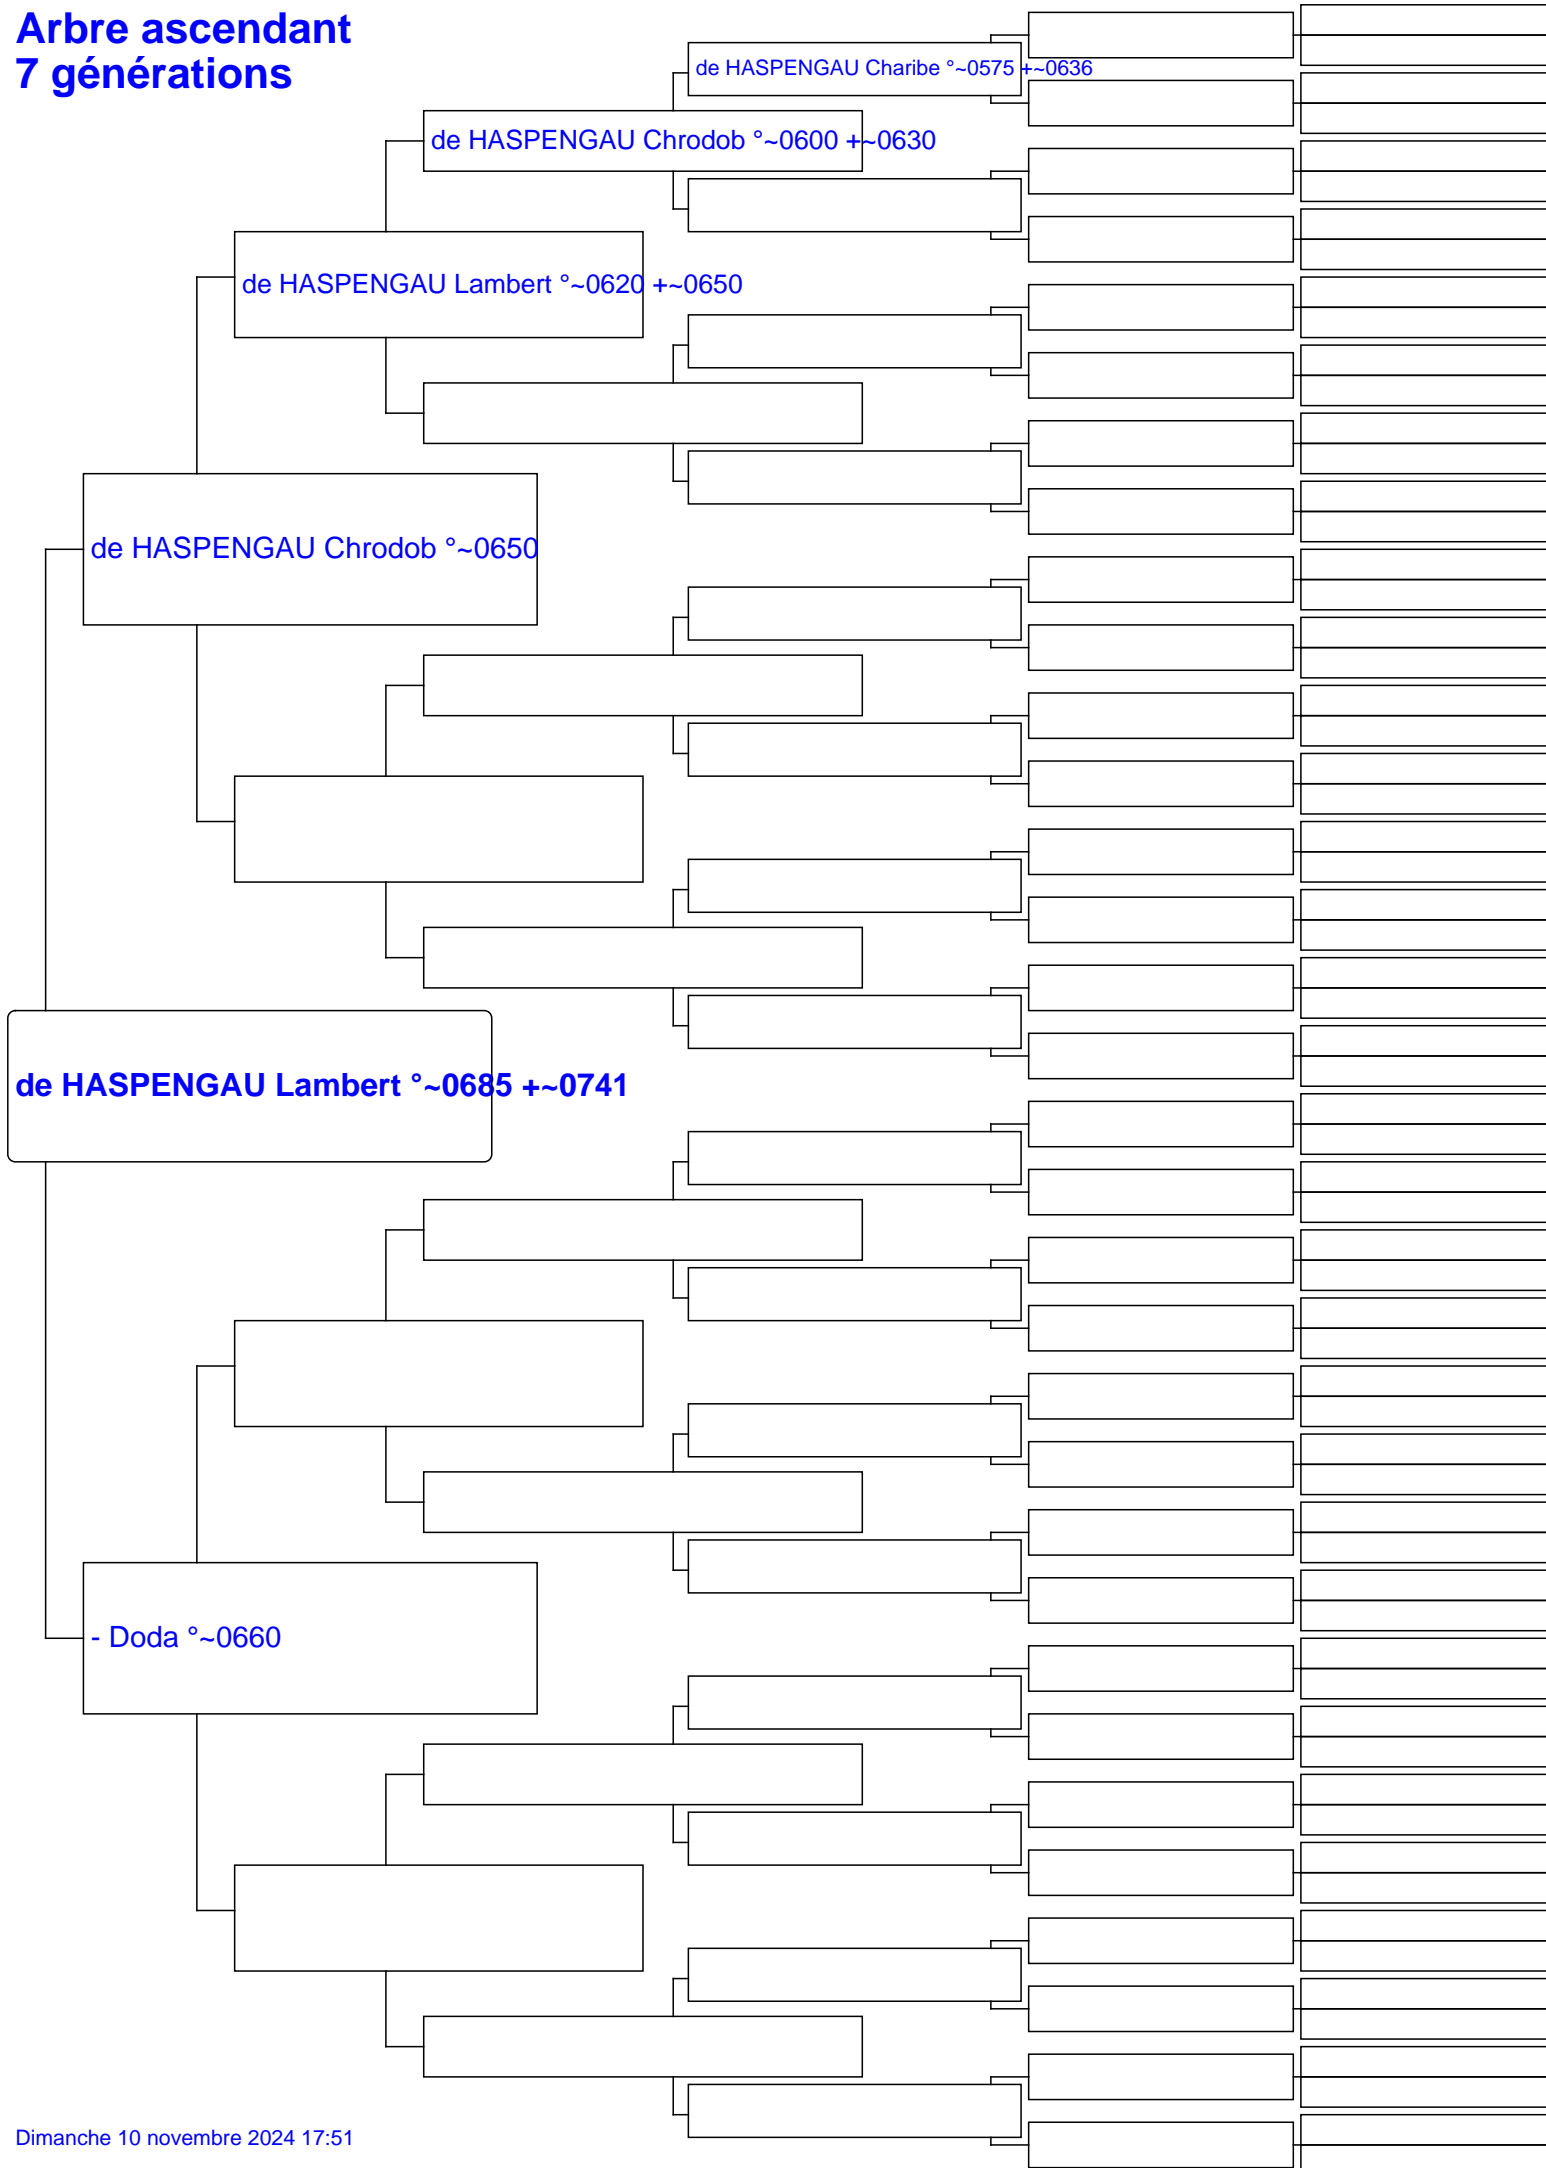 Arbre ascendant
7 générations
de HASPENGAU Charibe °~0575 +~0636
de HASPENGAU Chrodob °~0600 +~0630
de HASPENGAU Lambert °~0620 +~0650
de HASPENGAU Chrodob °~0650
de HASPENGAU Lambert °~0685 +~0741
- Doda °~0660
Dimanche 10 novembre 2024 17:51